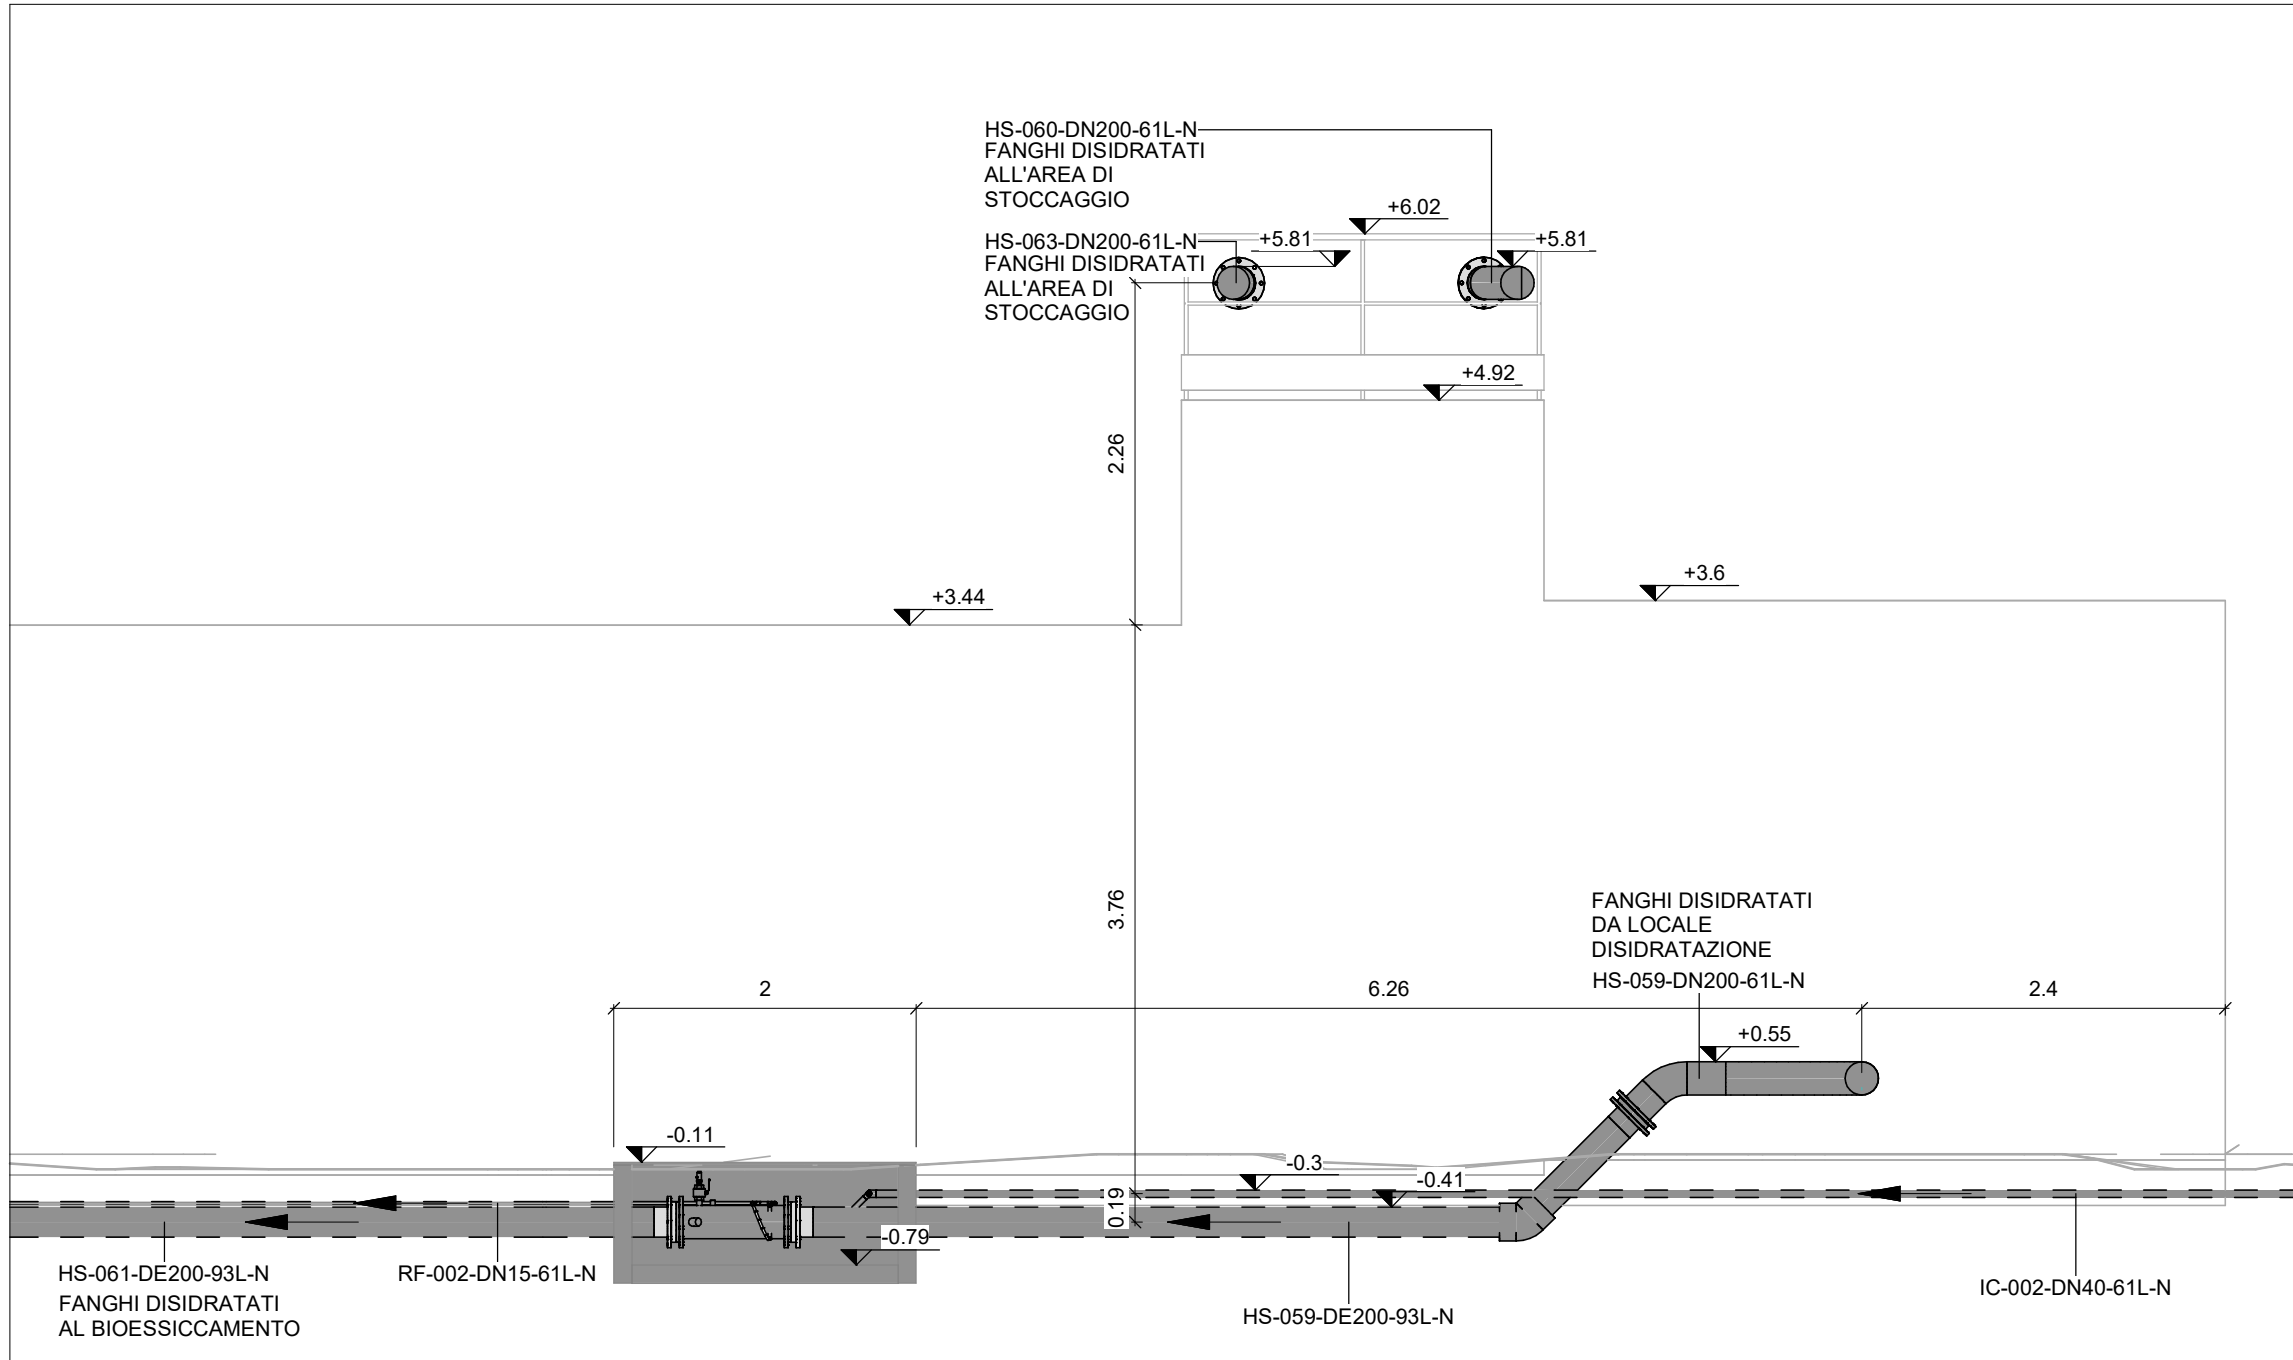 HS-060-DN200-61L-N
FANGHI DISIDRATATI
ALL'AREA DI
STOCCAGGIO
+6.02
HS-063-DN200-61L-N
FANGHI DISIDRATATI
ALL'AREA DI
STOCCAGGIO
+5.81
+5.81
+4.92
2.26
+3.6
+3.44
3.76
FANGHI DISIDRATATI
DA LOCALE
DISIDRATAZIONE
HS-059-DN200-61L-N
2
6.26
2.4
+0.55
-0.11
-0.3
-0.41
0.19
-0.79
HS-061-DE200-93L-N
FANGHI DISIDRATATI
AL BIOESSICCAMENTO
RF-002-DN15-61L-N
HS-059-DE200-93L-N
IC-002-DN40-61L-N